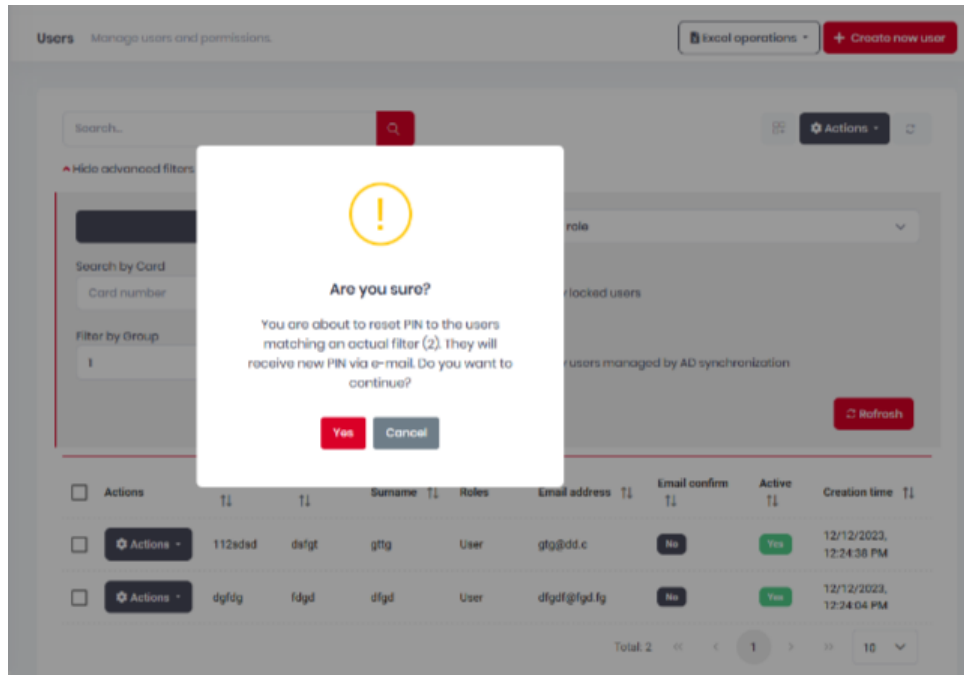 Users Manage users and permissions.
Excel operations
+ Create new user
Search...
Actions
Hide advanced filters
role
Search by Card
Card number
locked users
Filter by Group
1
users managed by AD synchronization
Refresh
Are you sure?
You are about to reset PIN to the users
matching an actual filter (2). They will
receive new PIN via e-mail. Do you want to
continue?
Yes Cancel
Actions Surname Roles Email address Email confirm Active Creation time
Actions 112sdsd dsfgt gttg User gtg@dd.c No Yes 12/12/2023,
12:24:38 PM
Actions dgfdg fdgd dfgd User dfgdf@fgd.fg No Yes 12/12/2023,
12:24:04 PM
Total: 2 « < 1 > » 10